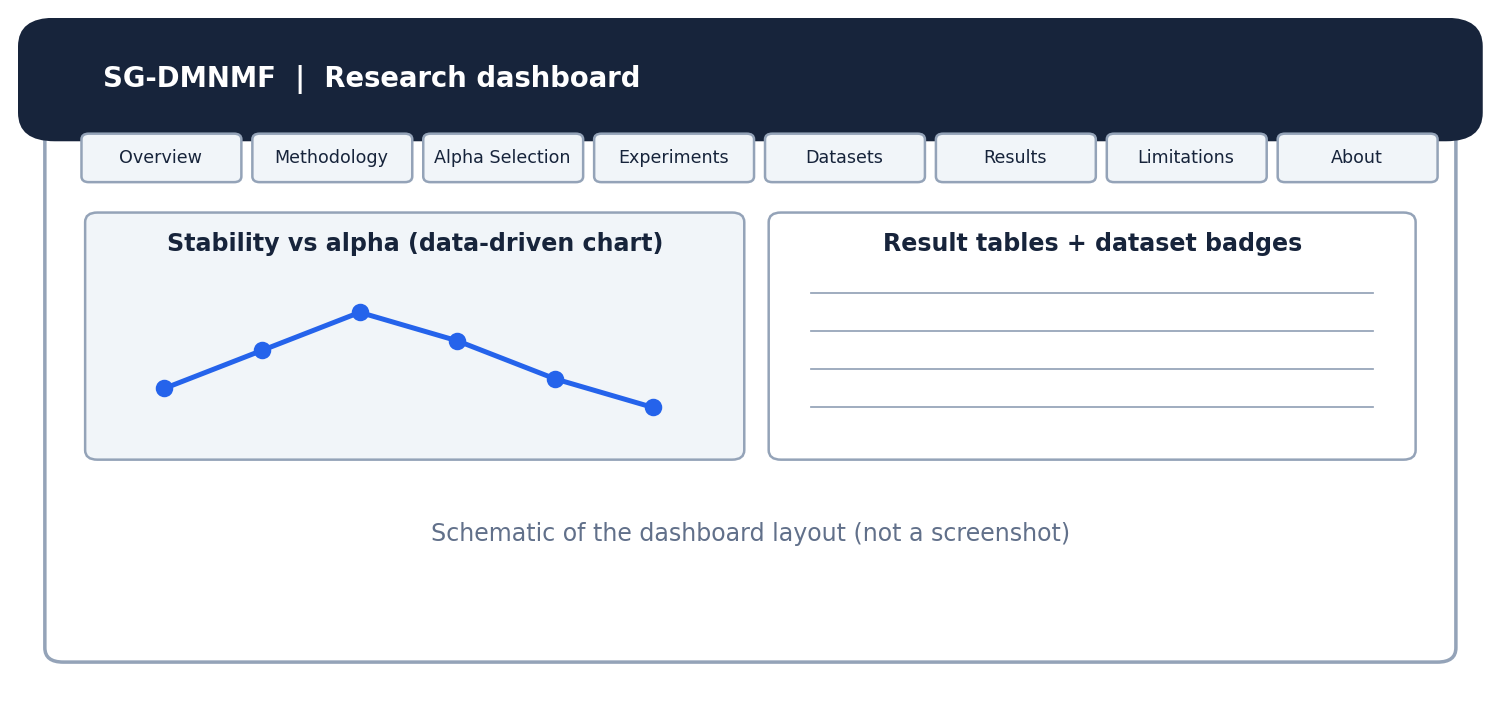 SG-DMNMF | Research dashboard
Overview
Methodology
Alpha Selection
Experiments
Datasets
Results
Limitations
About
Stability vs alpha (data-driven chart)
Result tables + dataset badges
Schematic of the dashboard layout (not a screenshot)